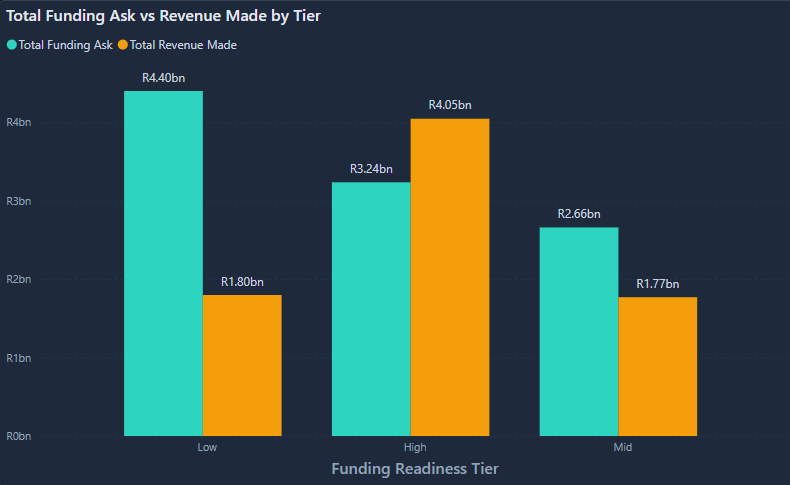 Total Funding Ask vs Revenue Made by Tier
Total Funding Ask Total Revenue Made
R4.40bn
R4.05bn
R4bn
R3.24bn
R3bn
R2.66bn
R2bn
R1.80bn
R1.77bn
R1bn
R0bn
Low High Mid
Funding Readiness Tier